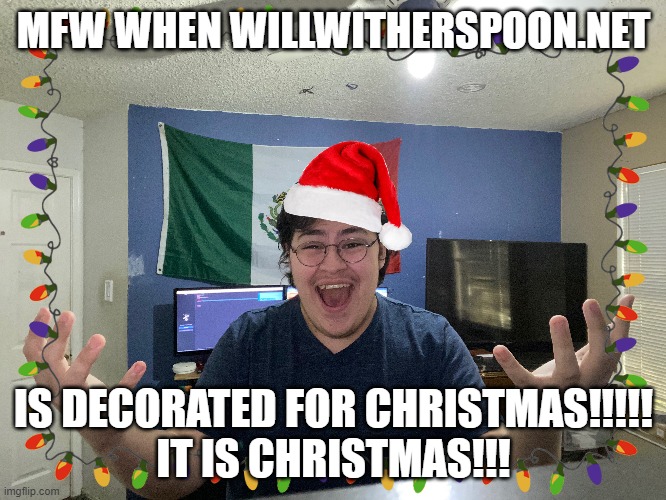 MFW WHEN WILLWITHERSPOON.NET
IS DECORATED FOR CHRISTMAS!!!!!
IT IS CHRISTMAS!!!
imgflip.com